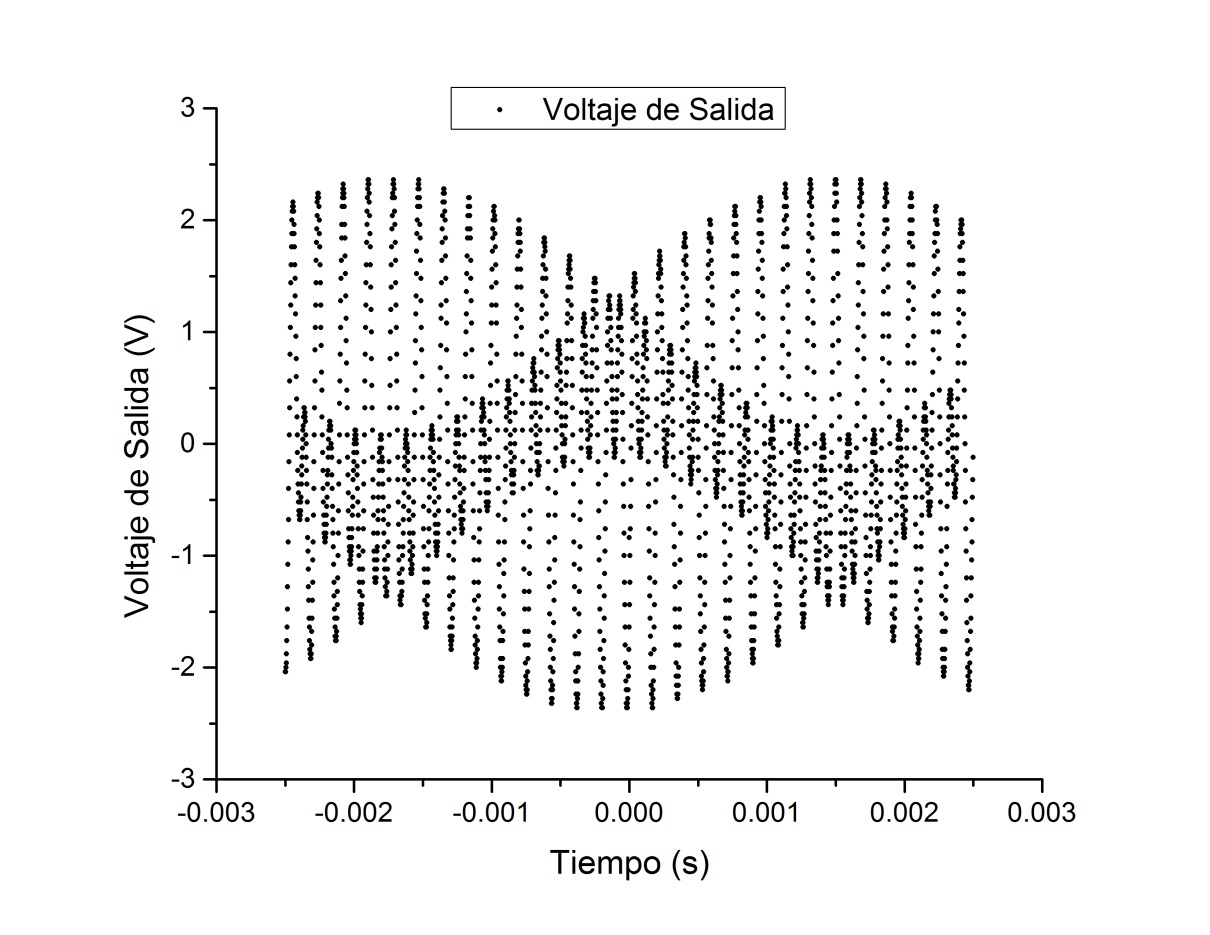 Voltaje de Salida
3
2
1
0
-1
-2
-3
Voltaje de Salida (V)
-0.003 -0.002 -0.001 0.000 0.001 0.002 0.003
Tiempo (s)